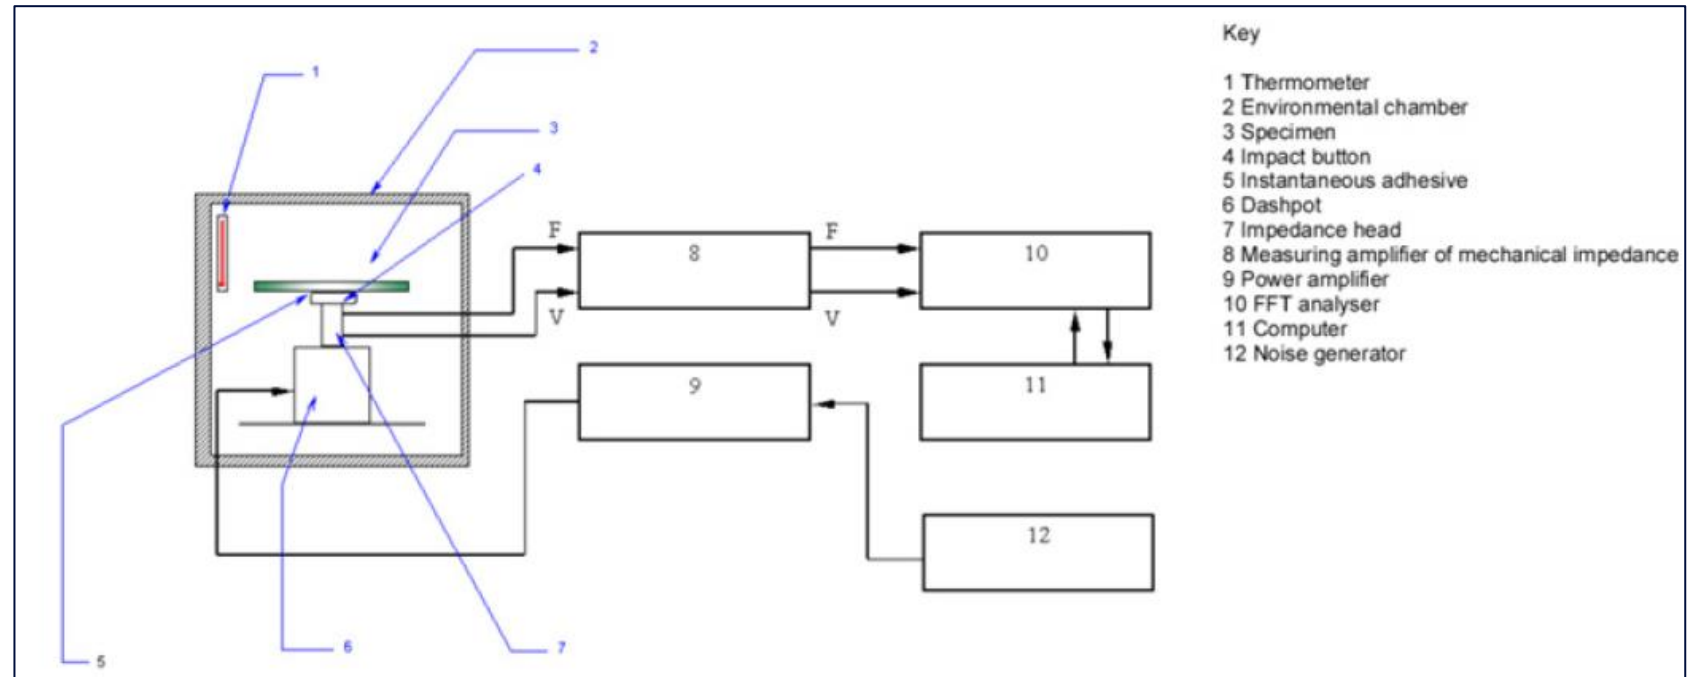 1
2
3
4
F
V
8
F
V
10
9
11
12
5
6
7
Key
1 Thermometer
2 Environmental chamber
3 Specimen
4 Impact button
5 Instantaneous adhesive
6 Dashpot
7 Impedance head
8 Measuring amplifier of mechanical impedance
9 Power amplifier
10 FFT analyser
11 Computer
12 Noise generator